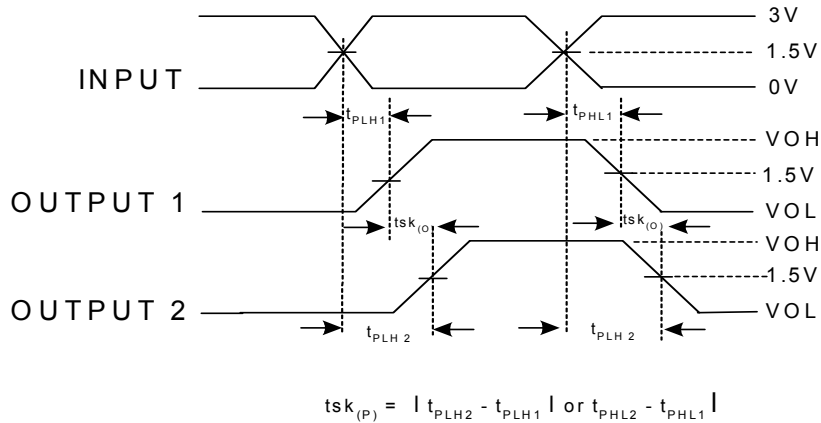 3V
1.5V
INPUT
0V
tPLH1
tPHL1
VOH
1.5V
OUTPUT 1
VOL
tsk(O)
tsk(O)
VOH
1.5V
OUTPUT 2
VOL
tPLH 2
tPLH 2
tsk(P) = | tPLH2 - tPLH1 | or tPHL2 - tPHL1 |